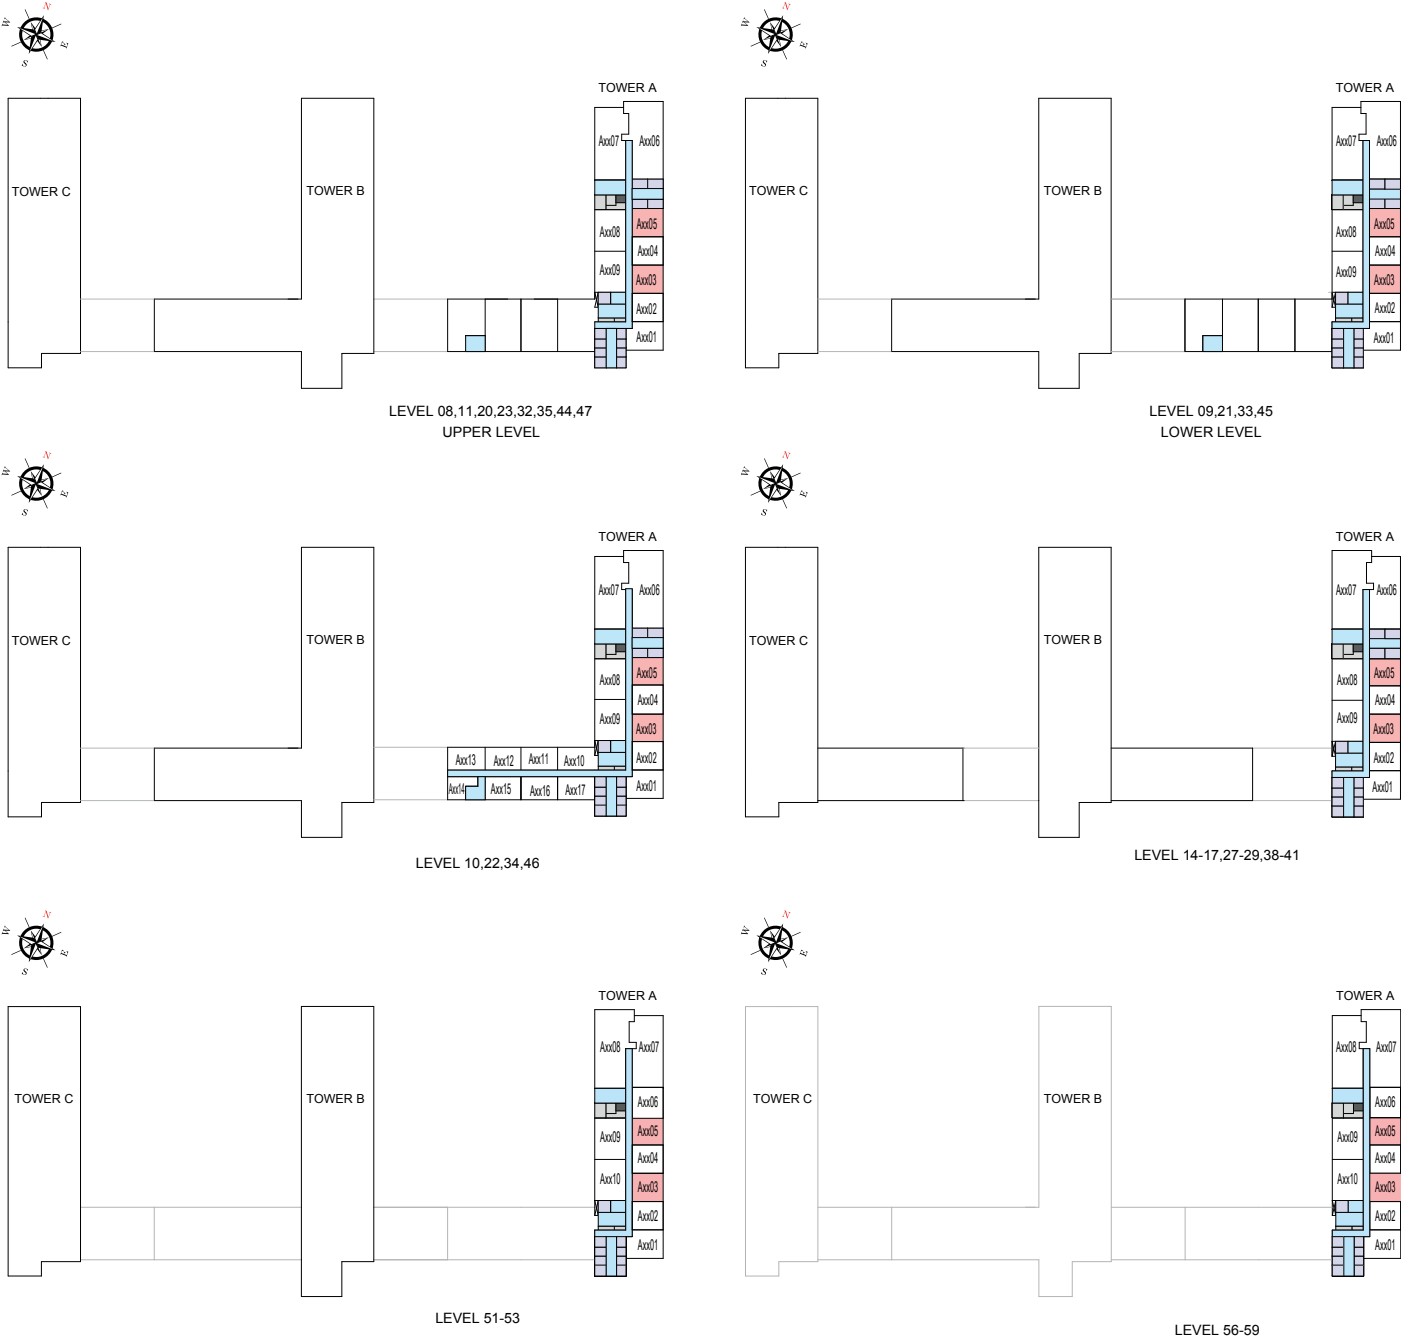 N
W
E
S
TOWER A
TOWER B
TOWER C
Axx07
Axx06
Axx05
Axx08
Axx04
Axx09
Axx03
Axx02
Axx01
LEVEL 08,11,20,23,32,35,44,47
UPPER LEVEL
N
W
E
S
TOWER A
TOWER B
TOWER C
Axx07
Axx06
Axx05
Axx08
Axx04
Axx09
Axx03
Axx02
Axx01
LEVEL 09,21,33,45
LOWER LEVEL
N
W
E
S
TOWER A
TOWER B
TOWER C
Axx07
Axx06
Axx05
Axx08
Axx04
Axx09
Axx03
Axx13
Axx12
Axx11
Axx10
Axx02
Axx14
Axx15
Axx16
Axx17
Axx01
LEVEL 10,22,34,46
N
W
E
S
TOWER A
TOWER B
TOWER C
Axx07
Axx06
Axx05
Axx08
Axx04
Axx09
Axx03
Axx02
Axx01
LEVEL 14-17,27-29,38-41
N
W
E
S
TOWER A
TOWER B
TOWER C
Axx08
Axx07
Axx06
Axx09
Axx05
Axx04
Axx10
Axx03
Axx02
Axx01
LEVEL 51-53
N
W
E
S
TOWER A
TOWER B
TOWER C
Axx08
Axx07
Axx06
Axx09
Axx05
Axx04
Axx10
Axx03
Axx02
Axx01
LEVEL 56-59